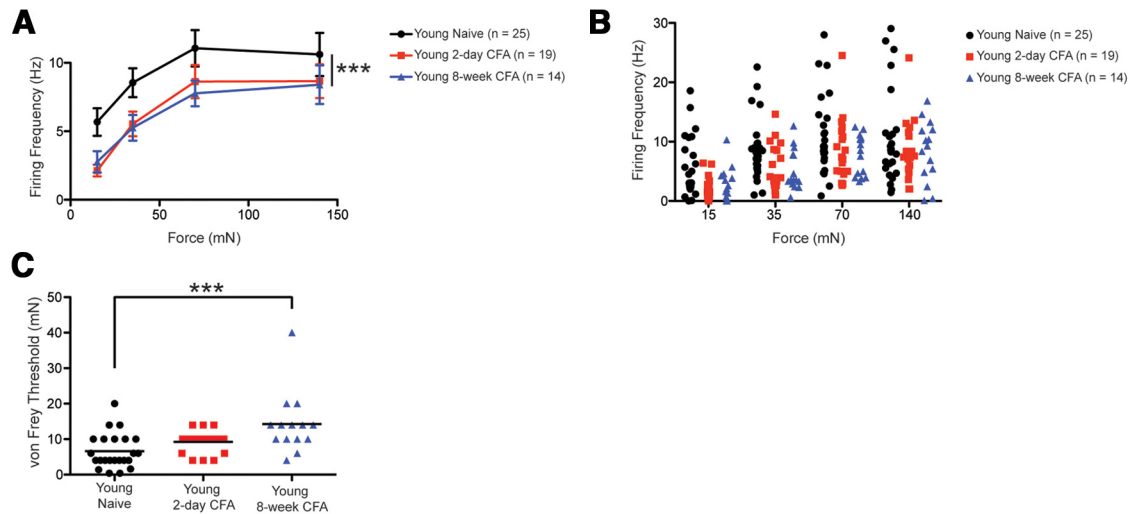 A
10
5
0
Firing Frequency (Hz)
0
50
100
150
Force (mN)
***
Young Naive (n = 25)
Young 2-day CFA (n = 19)
Young 8-week CFA (n = 14)
B
30
20
10
0
Firing Frequency (Hz)
15
35
70
140
Force (mN)
Young Naive (n = 25)
Young 2-day CFA (n = 19)
Young 8-week CFA (n = 14)
C
***
50
40
30
20
10
0
von Frey Threshold (mN)
Young
Naive
Young
2-day CFA
Young
8-week CFA